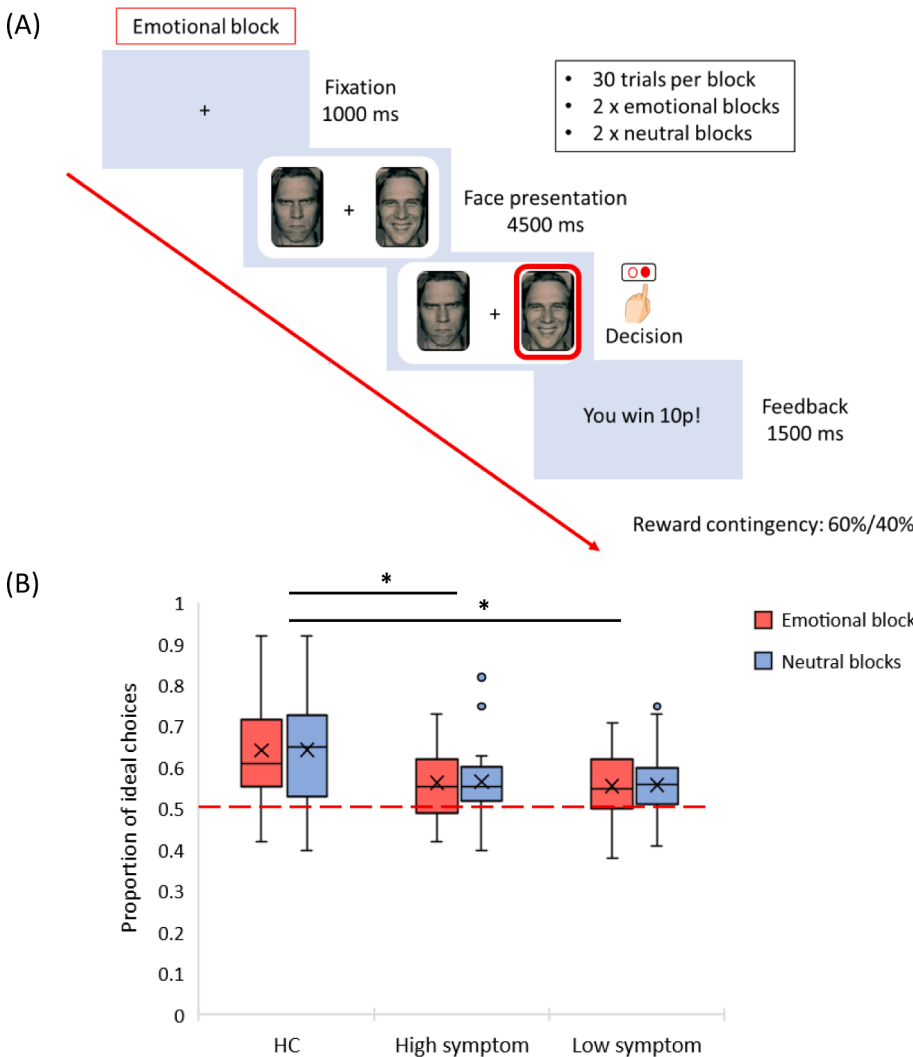 (A)
Emotional block
+
Fixation
1000 ms
• 30 trials per block
• 2 x emotional blocks
• 2 x neutral blocks
+
Face presentation
4500 ms
+
Decision
You win 10p!
Feedback
1500 ms
Reward contingency: 60%/40%
(B)
*
*
Proportion of ideal choices
1
0.9
0.8
0.7
0.6
0.5
0.4
0.3
0.2
0.1
0
Emotional block
Neutral blocks
HC
High symptom
Low symptom